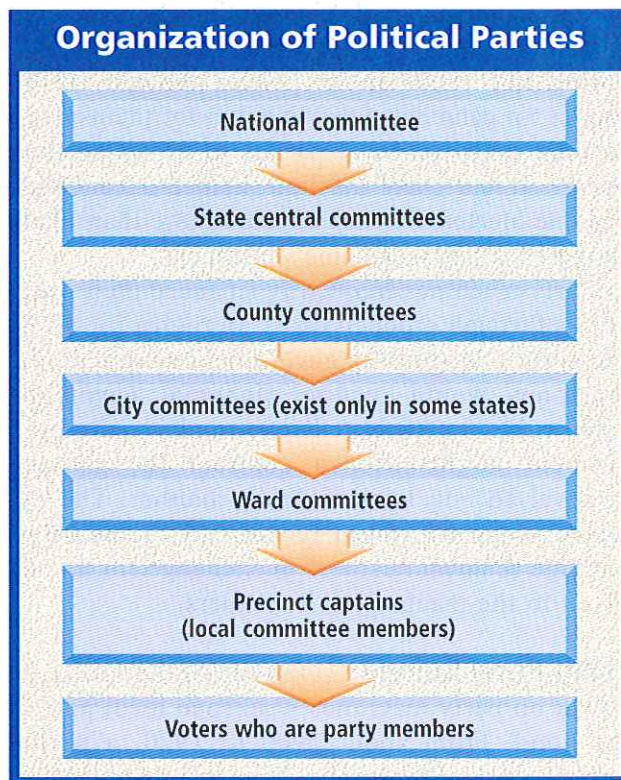 Organization of Political Parties
National committee
State central committees
County committees
City committees (exist only in some states)
Ward committees
Precinct captains
(local committee members)
Voters who are party members